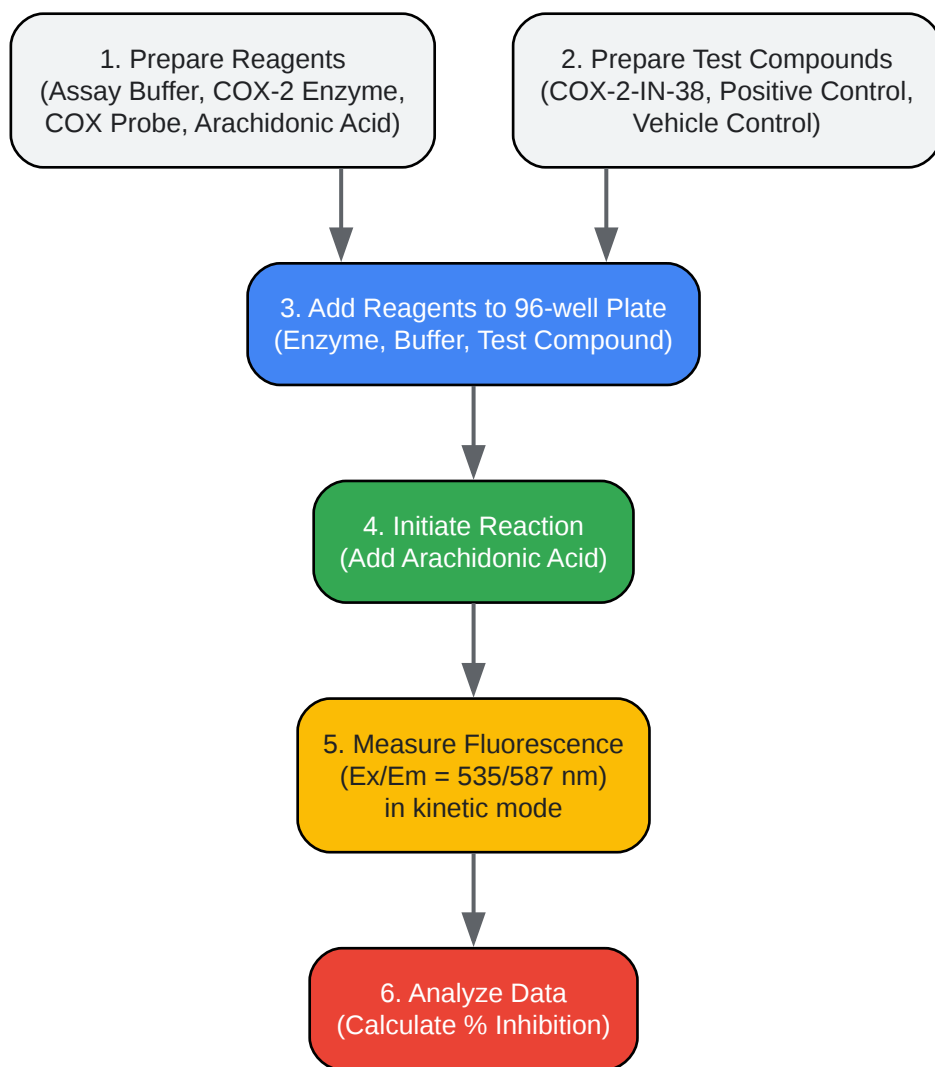 1. Prepare Reagents
(Assay Buffer, COX-2 Enzyme,
COX Probe, Arachidonic Acid)
2. Prepare Test Compounds
(COX-2-IN-38, Positive Control,
Vehicle Control)
3. Add Reagents to 96-well Plate
(Enzyme, Buffer, Test Compound)
4. Initiate Reaction
(Add Arachidonic Acid)
5. Measure Fluorescence
(Ex/Em = 535/587 nm)
in kinetic mode
6. Analyze Data
(Calculate % Inhibition)